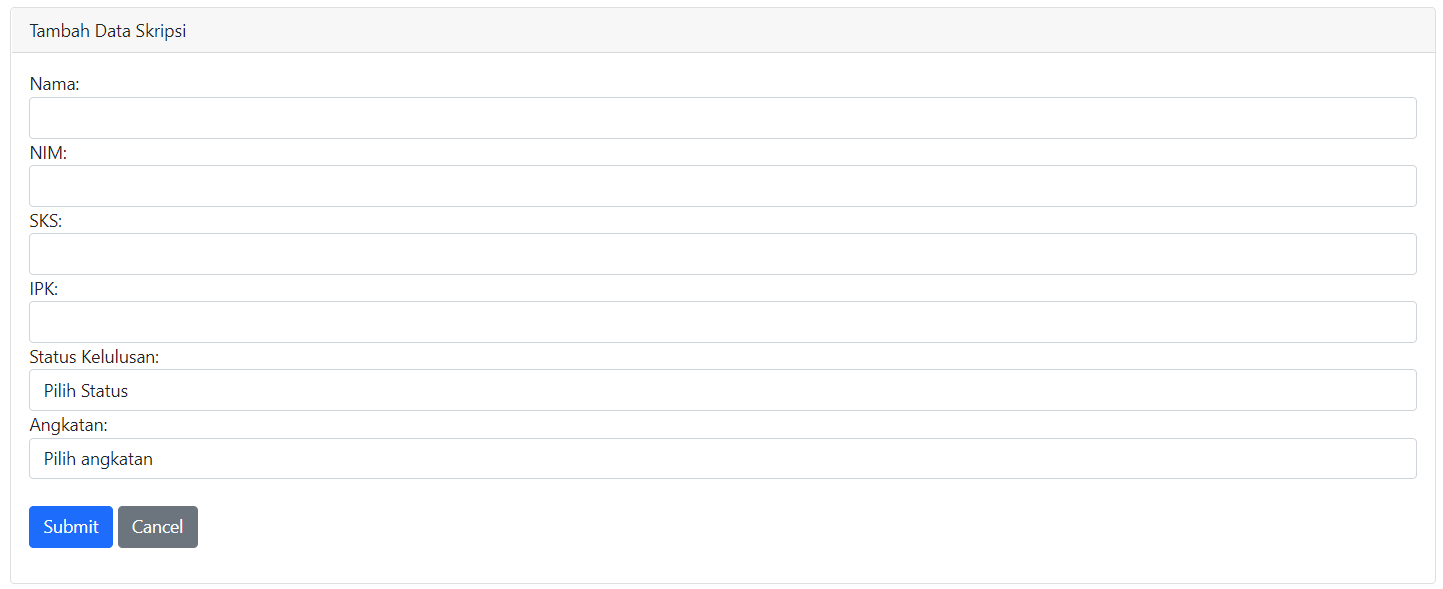 Tambah Data Skripsi
Nama:
NIM:
SKS:
IPK:
Status Kelulusan:
Pilih Status
Angkatan:
Pilih angkatan
Submit Cancel